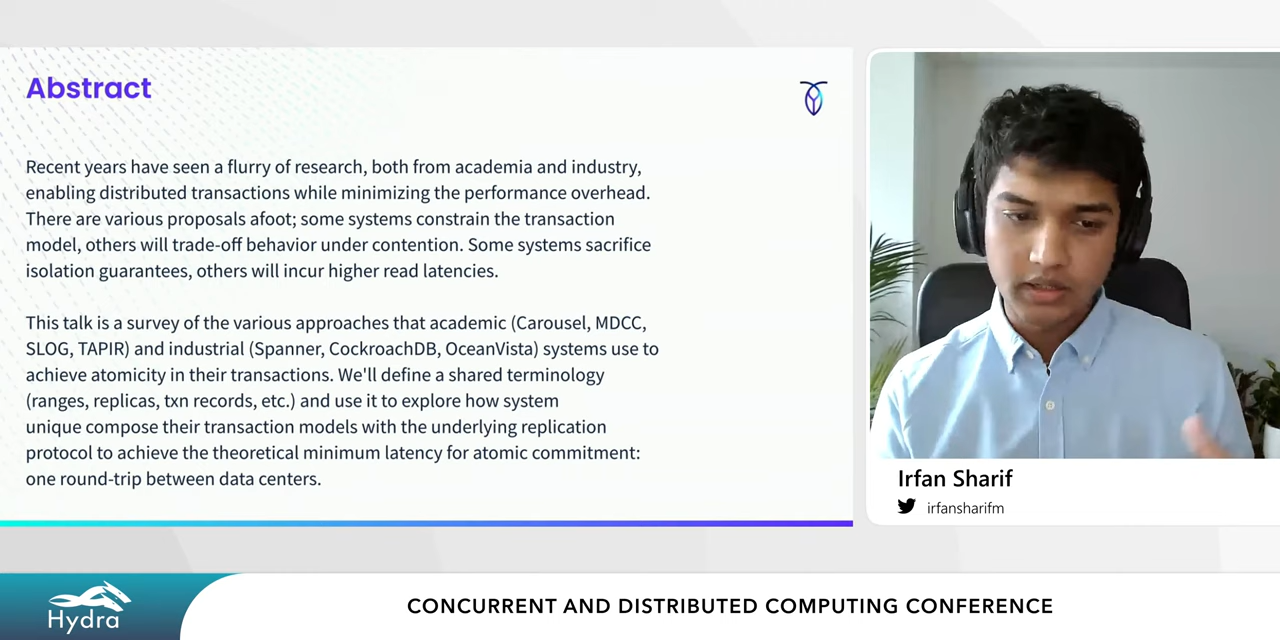 Abstract
Recent years have seen a flurry of research, both from academia and industry,
enabling distributed transactions while minimizing the performance overhead.
There are various proposals afoot; some systems constrain the transaction
model, others will trade-off behavior under contention. Some systems sacrifice
isolation guarantees, others will incur higher read latencies.
This talk is a survey of the various approaches that academic (Carousel, MDCC,
SLOG, TAPIR) and industrial (Spanner, CockroachDB, OceanVista) systems use to
achieve atomicity in their transactions. We'll define a shared terminology
(ranges, replicas, txn records, etc.) and use it to explore how system
unique compose their transaction models with the underlying replication
protocol to achieve the theoretical minimum latency for atomic commitment:
one round-trip between data centers.
Irfan Sharif
irfansharifm
Hydra
CONCURRENT AND DISTRIBUTED COMPUTING CONFERENCE